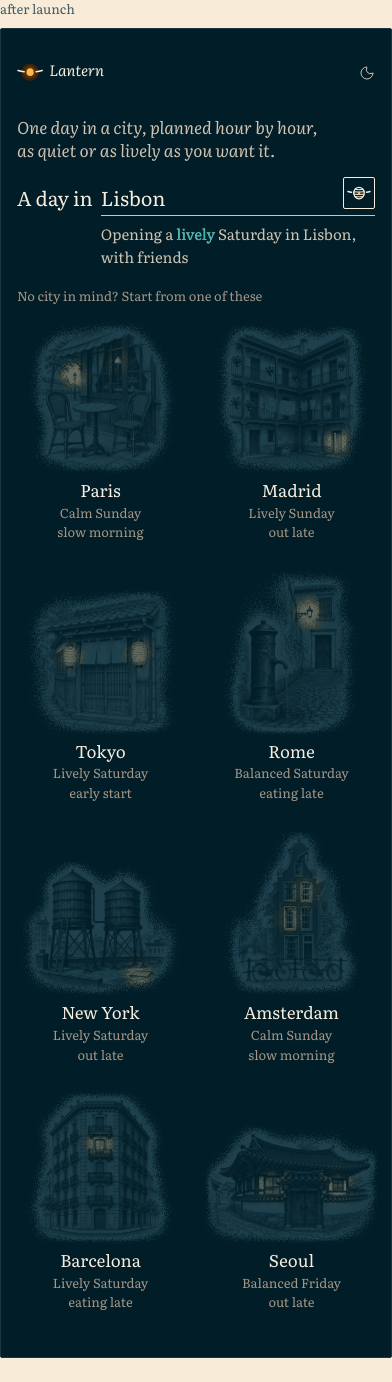 after launch
Lantern
One day in a city, planned hour by hour,
as quiet or as lively as you want it.
A day in Lisbon
Opening a lively Saturday in Lisbon,
with friends
No city in mind? Start from one of these
Paris
Calm Sunday
slow morning
Madrid
Lively Sunday
out late
Tokyo
Lively Saturday
early start
Rome
Balanced Saturday
eating late
New York
Lively Saturday
out late
Amsterdam
Calm Sunday
slow morning
Barcelona
Lively Saturday
eating late
Seoul
Balanced Friday
out late